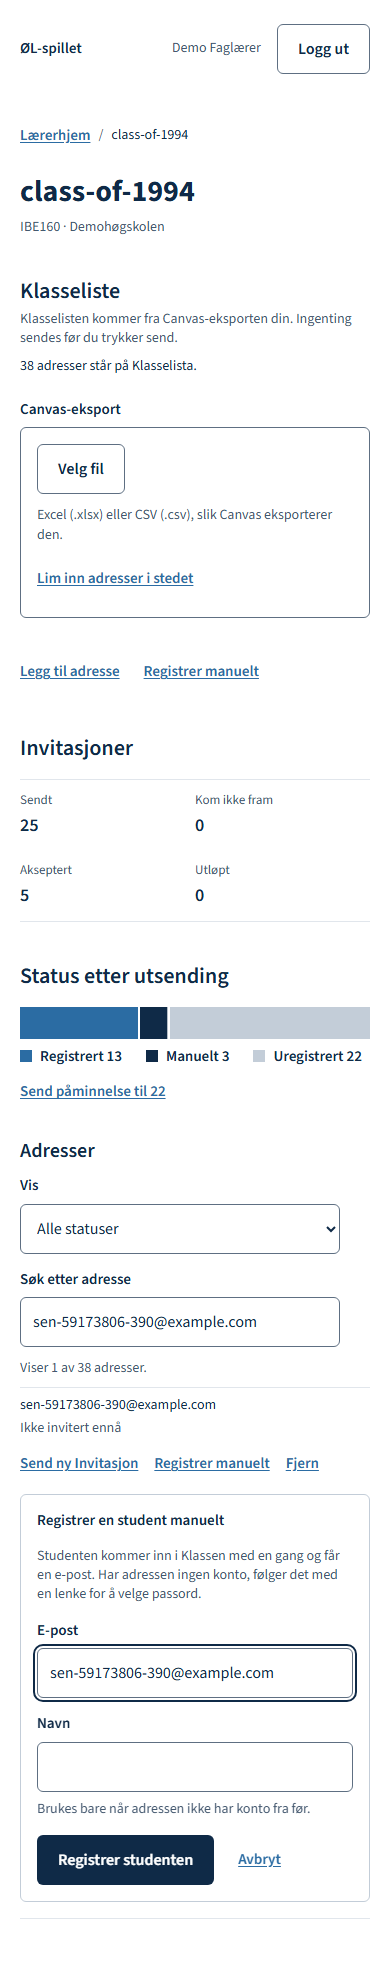 ØL-spillet
Demo Faglærer
Logg ut
Lærerhjem / class-of-1994
class-of-1994
IBE160 · Demohøgskolen
Klasseliste
Klasselisten kommer fra Canvas-eksporten din. Ingenting
sendes før du trykker send.
38 adresser står på Klasselista.
Canvas-eksport
Velg fil
Excel (.xlsx) eller CSV (.csv), slik Canvas eksporterer
den.
Lim inn adresser i stedet
Legg til adresse
Registrer manuelt
Invitasjoner
Sendt
Kom ikke fram
25
0
Akseptert
Utløpt
5
0
Status etter utsending
Registrert 13
Manuelt 3
Uregistrert 22
Send påminnelse til 22
Adresser
Vis
Alle statuser
Søk etter adresse
sen-59173806-390@example.com
Viser 1 av 38 adresser.
sen-59173806-390@example.com
Ikke invitert ennå
Send ny Invitasjon
Registrer manuelt
Fjern
Registrer en student manuelt
Studenten kommer inn i Klassen med en gang og får
en e-post. Har adressen ingen konto, følger det med
en lenke for å velge passord.
E-post
sen-59173806-390@example.com
Navn
Brukes bare når adressen ikke har konto fra før.
Registrer studenten
Avbryt